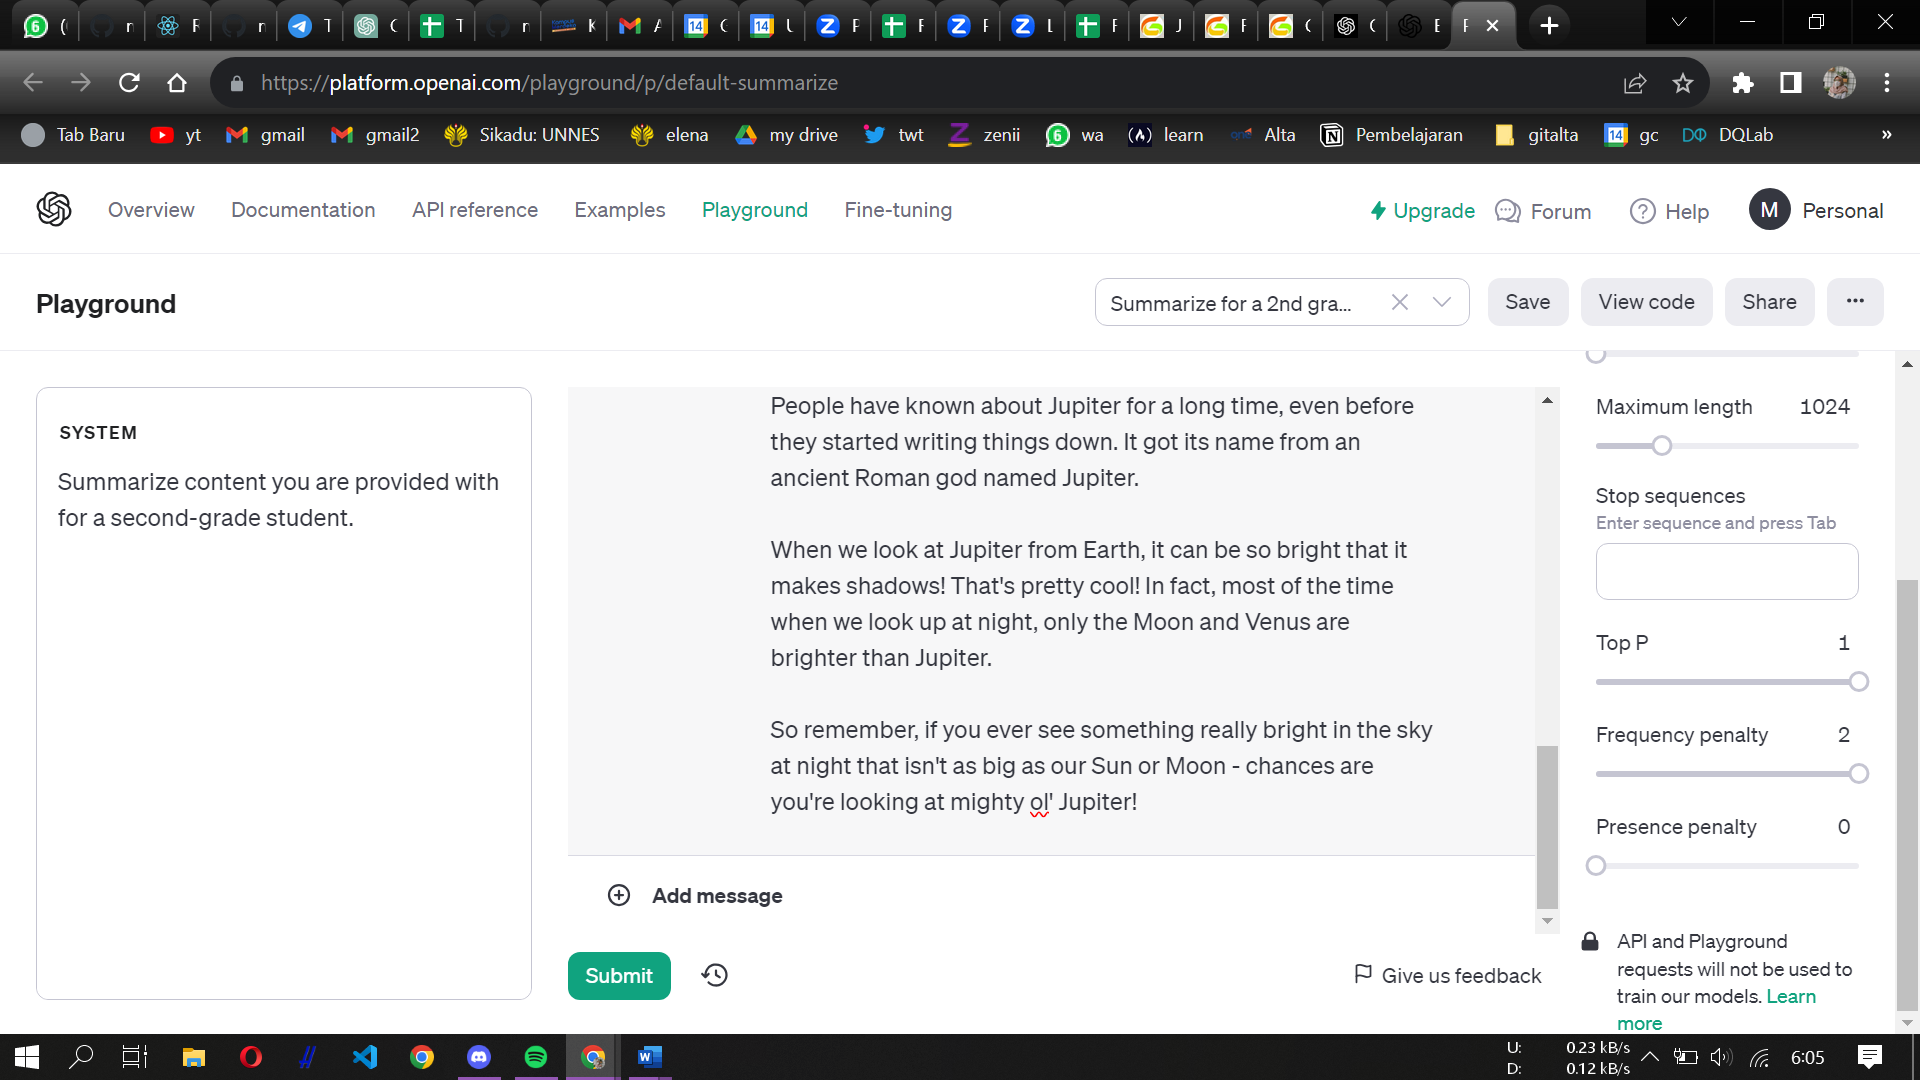 https://platform.openai.com/playground/p/default-summarize
Tab Baru yt gmail gmail2 Sikadu: UNNES elena my drive twt zenii wa learn Alta Pembelajaran gitalta gc DQLab »
Overview Documentation API reference Examples Playground Fine-tuning Upgrade Forum Help M Personal
Playground Summarize for a 2nd gra... Save View code Share ...
SYSTEM
Summarize content you are provided with
for a second-grade student.
People have known about Jupiter for a long time, even before
they started writing things down. It got its name from an
ancient Roman god named Jupiter.
When we look at Jupiter from Earth, it can be so bright that it
makes shadows! That's pretty cool! In fact, most of the time
when we look up at night, only the Moon and Venus are
brighter than Jupiter.
So remember, if you ever see something really bright in the sky
at night that isn't as big as our Sun or Moon - chances are
you're looking at mighty ol' Jupiter!
Add message
Submit
Give us feedback
Maximum length 1024
Stop sequences
Enter sequence and press Tab
Top P 1
Frequency penalty 2
Presence penalty 0
API and Playground
requests will not be used to
train our models. Learn
more
U: 0.23 kB/s
D: 0.12 kB/s
6:05